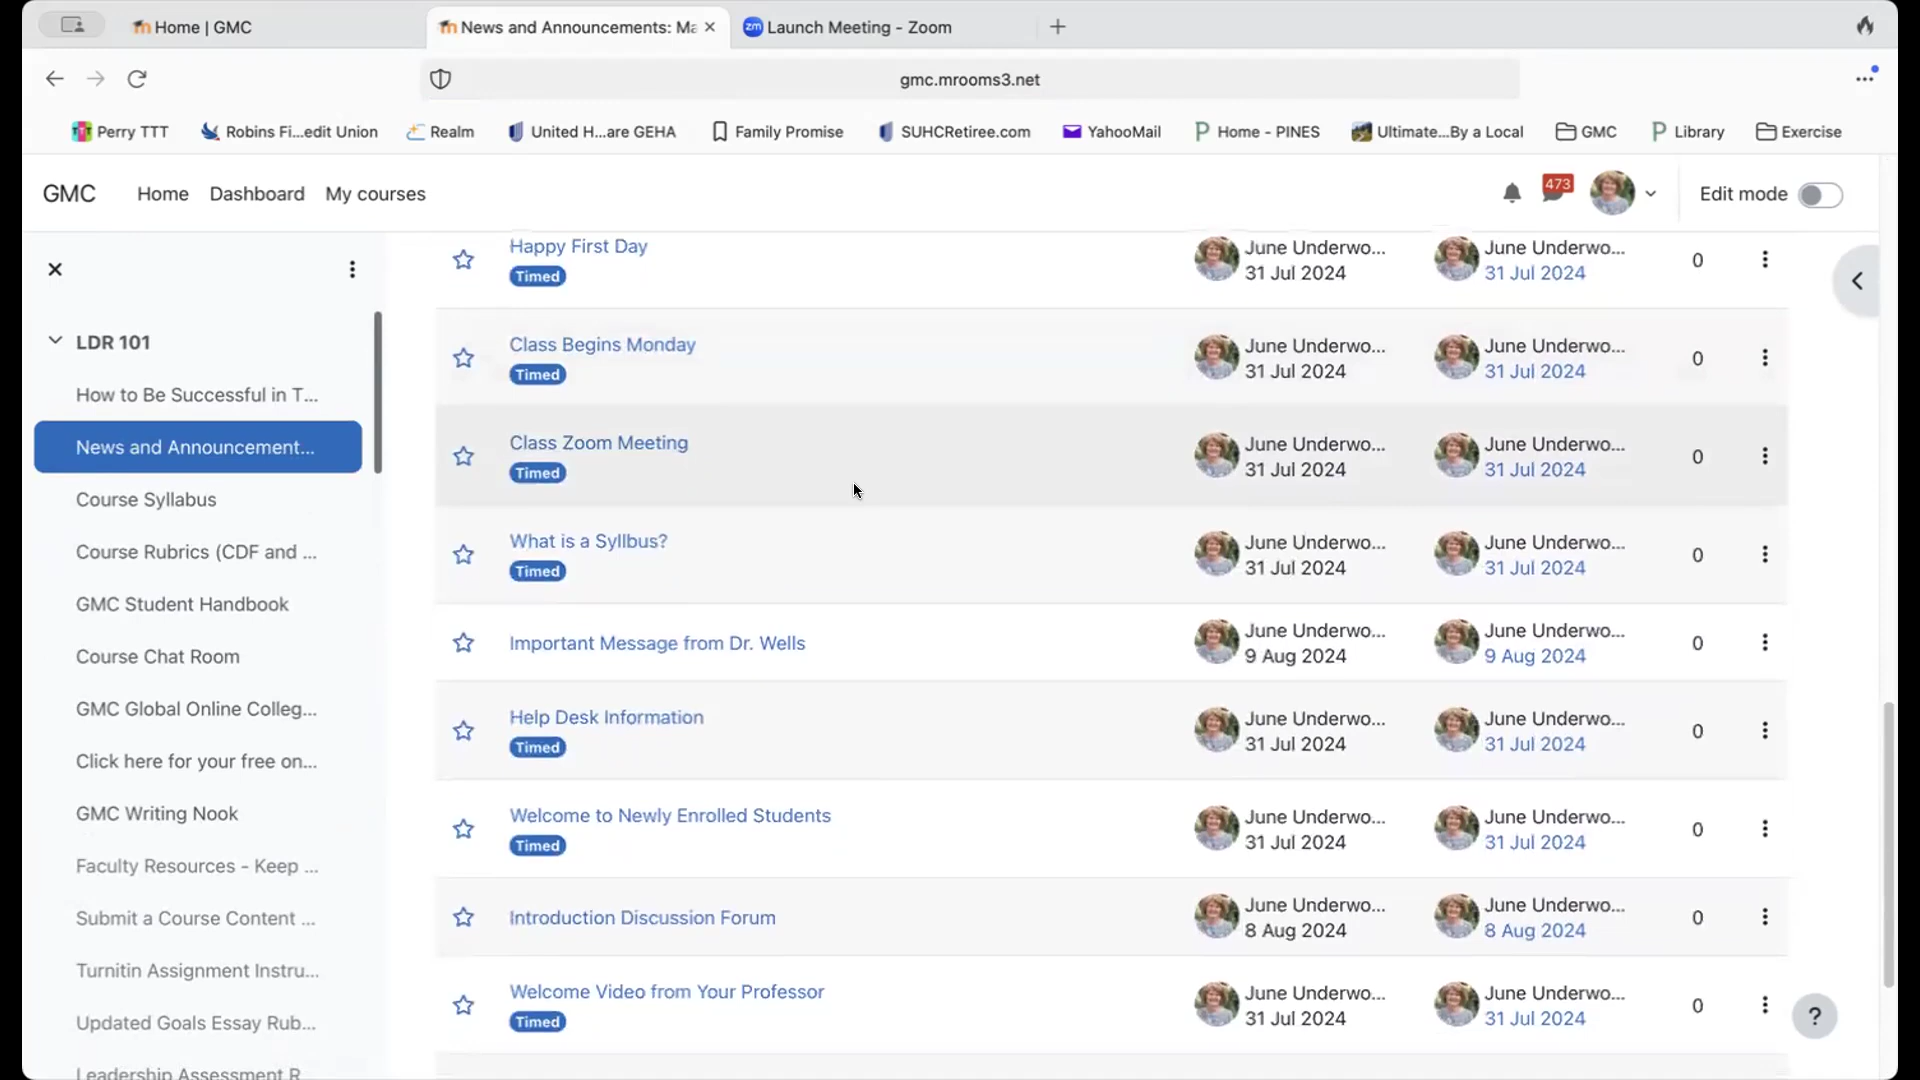 Home | GMC
News and Announcements: Ma
zm Launch Meeting - Zoom
gmc.mrooms3.net
Perry TTT
Robins Fi...edit Union
Realm
United H...are GEHA
Family Promise
SUHCRetiree.com
YahooMail
Home - PINES
Ultimate...By a Local
GMC
Library
Exercise
GMC
Home
Dashboard
My courses
473
Edit mode
LDR 101
How to Be Successful in T...
News and Announcement...
Course Syllabus
Course Rubrics (CDF and ...
GMC Student Handbook
Course Chat Room
GMC Global Online Colleg...
Click here for your free on...
GMC Writing Nook
Faculty Resources - Keep ...
Submit a Course Content ...
Turnitin Assignment Instru...
Updated Goals Essay Rub...
Leadership Assessment R
Happy First Day
Timed
June Underwo...
31 Jul 2024
June Underwo...
31 Jul 2024
0
Class Begins Monday
Timed
June Underwo...
31 Jul 2024
June Underwo...
31 Jul 2024
0
Class Zoom Meeting
Timed
June Underwo...
31 Jul 2024
June Underwo...
31 Jul 2024
0
What is a Syllbus?
Timed
June Underwo...
31 Jul 2024
June Underwo...
31 Jul 2024
0
Important Message from Dr. Wells
June Underwo...
9 Aug 2024
June Underwo...
9 Aug 2024
0
Help Desk Information
Timed
June Underwo...
31 Jul 2024
June Underwo...
31 Jul 2024
0
Welcome to Newly Enrolled Students
Timed
June Underwo...
31 Jul 2024
June Underwo...
31 Jul 2024
0
Introduction Discussion Forum
June Underwo...
8 Aug 2024
June Underwo...
8 Aug 2024
0
Welcome Video from Your Professor
Timed
June Underwo...
31 Jul 2024
June Underwo...
31 Jul 2024
0
?